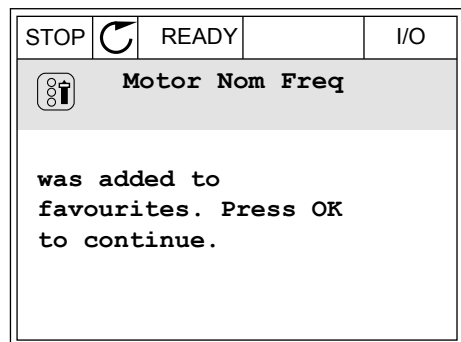 STOP READY I/O
Motor Nom Freq
was added to
favourites. Press OK
to continue.